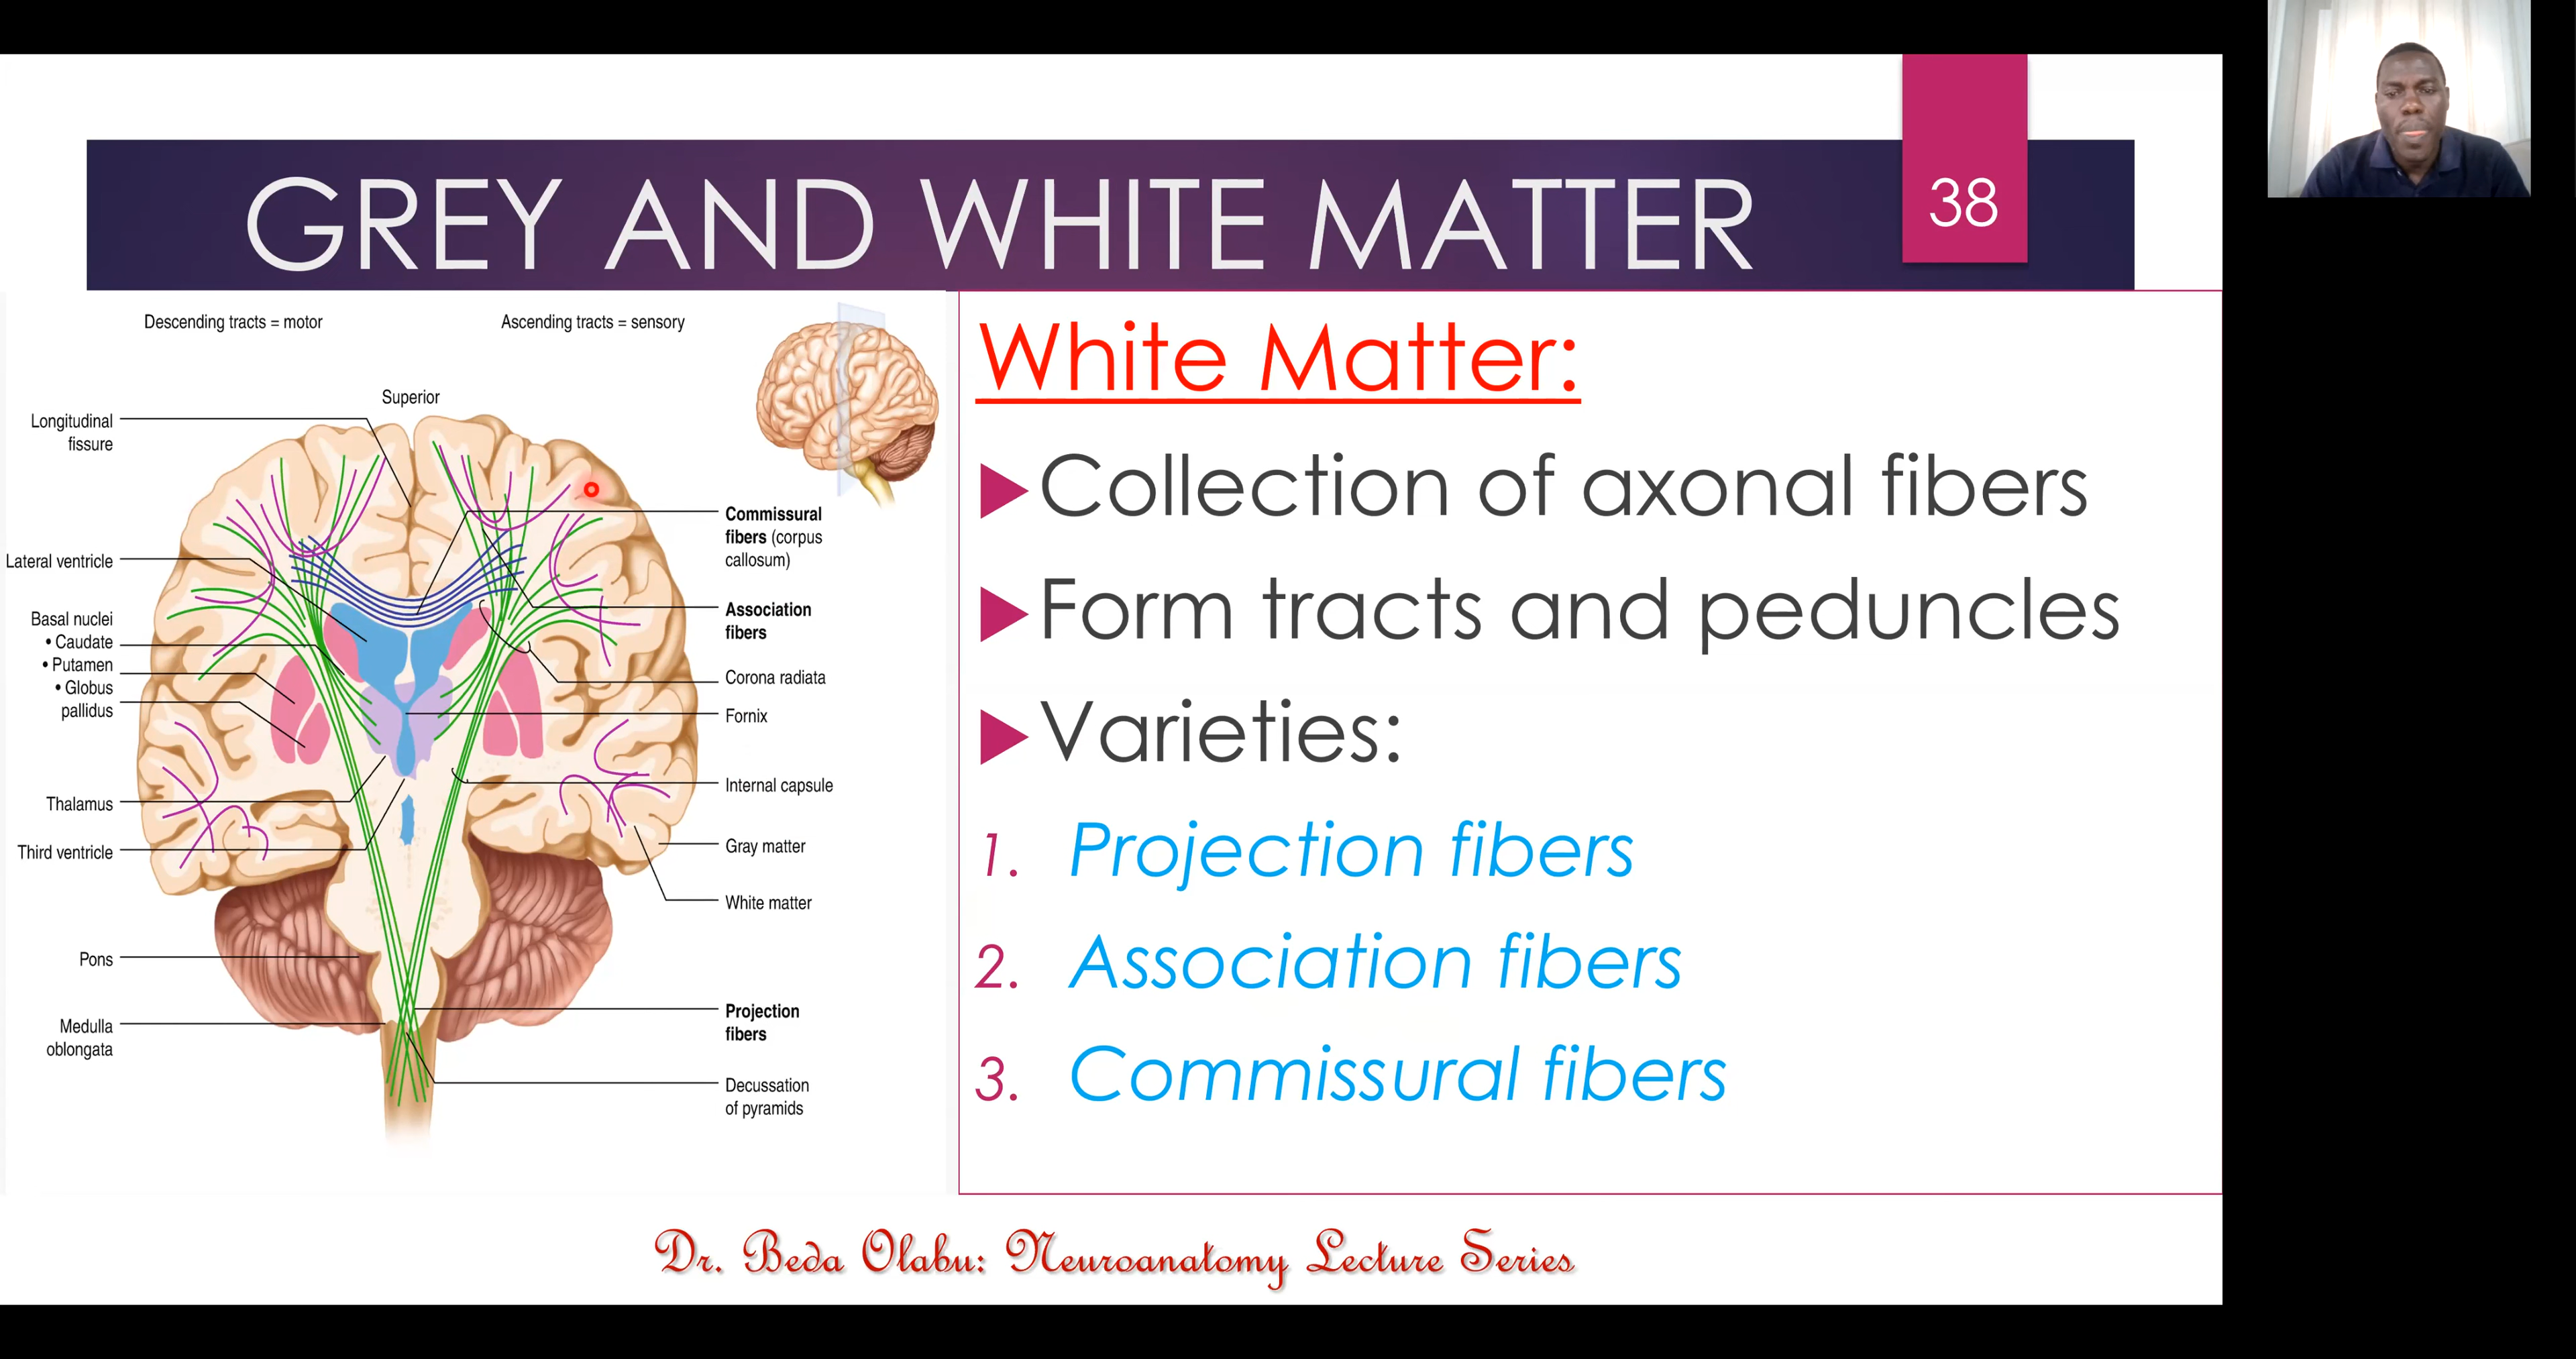 GREY AND WHITE MATTER
38
Descending tracts = motor
Ascending tracts = sensory
Superior
Longitudinal
fissure
Lateral ventricle
Basal nuclei
• Caudate
• Putamen
• Globus
pallidus
Thalamus
Third ventricle
Pons
Medulla
oblongata
Commissural
fibers (corpus
callosum)
Association
fibers
Corona radiata
Fornix
Internal capsule
Gray matter
White matter
Projection
fibers
Decussation
of pyramids
White Matter:
Collection of axonal fibers
Form tracts and peduncles
Varieties:
1. Projection fibers
2. Association fibers
3. Commissural fibers
Dr. Beda Olabu: Neuroanatomy Lecture Series